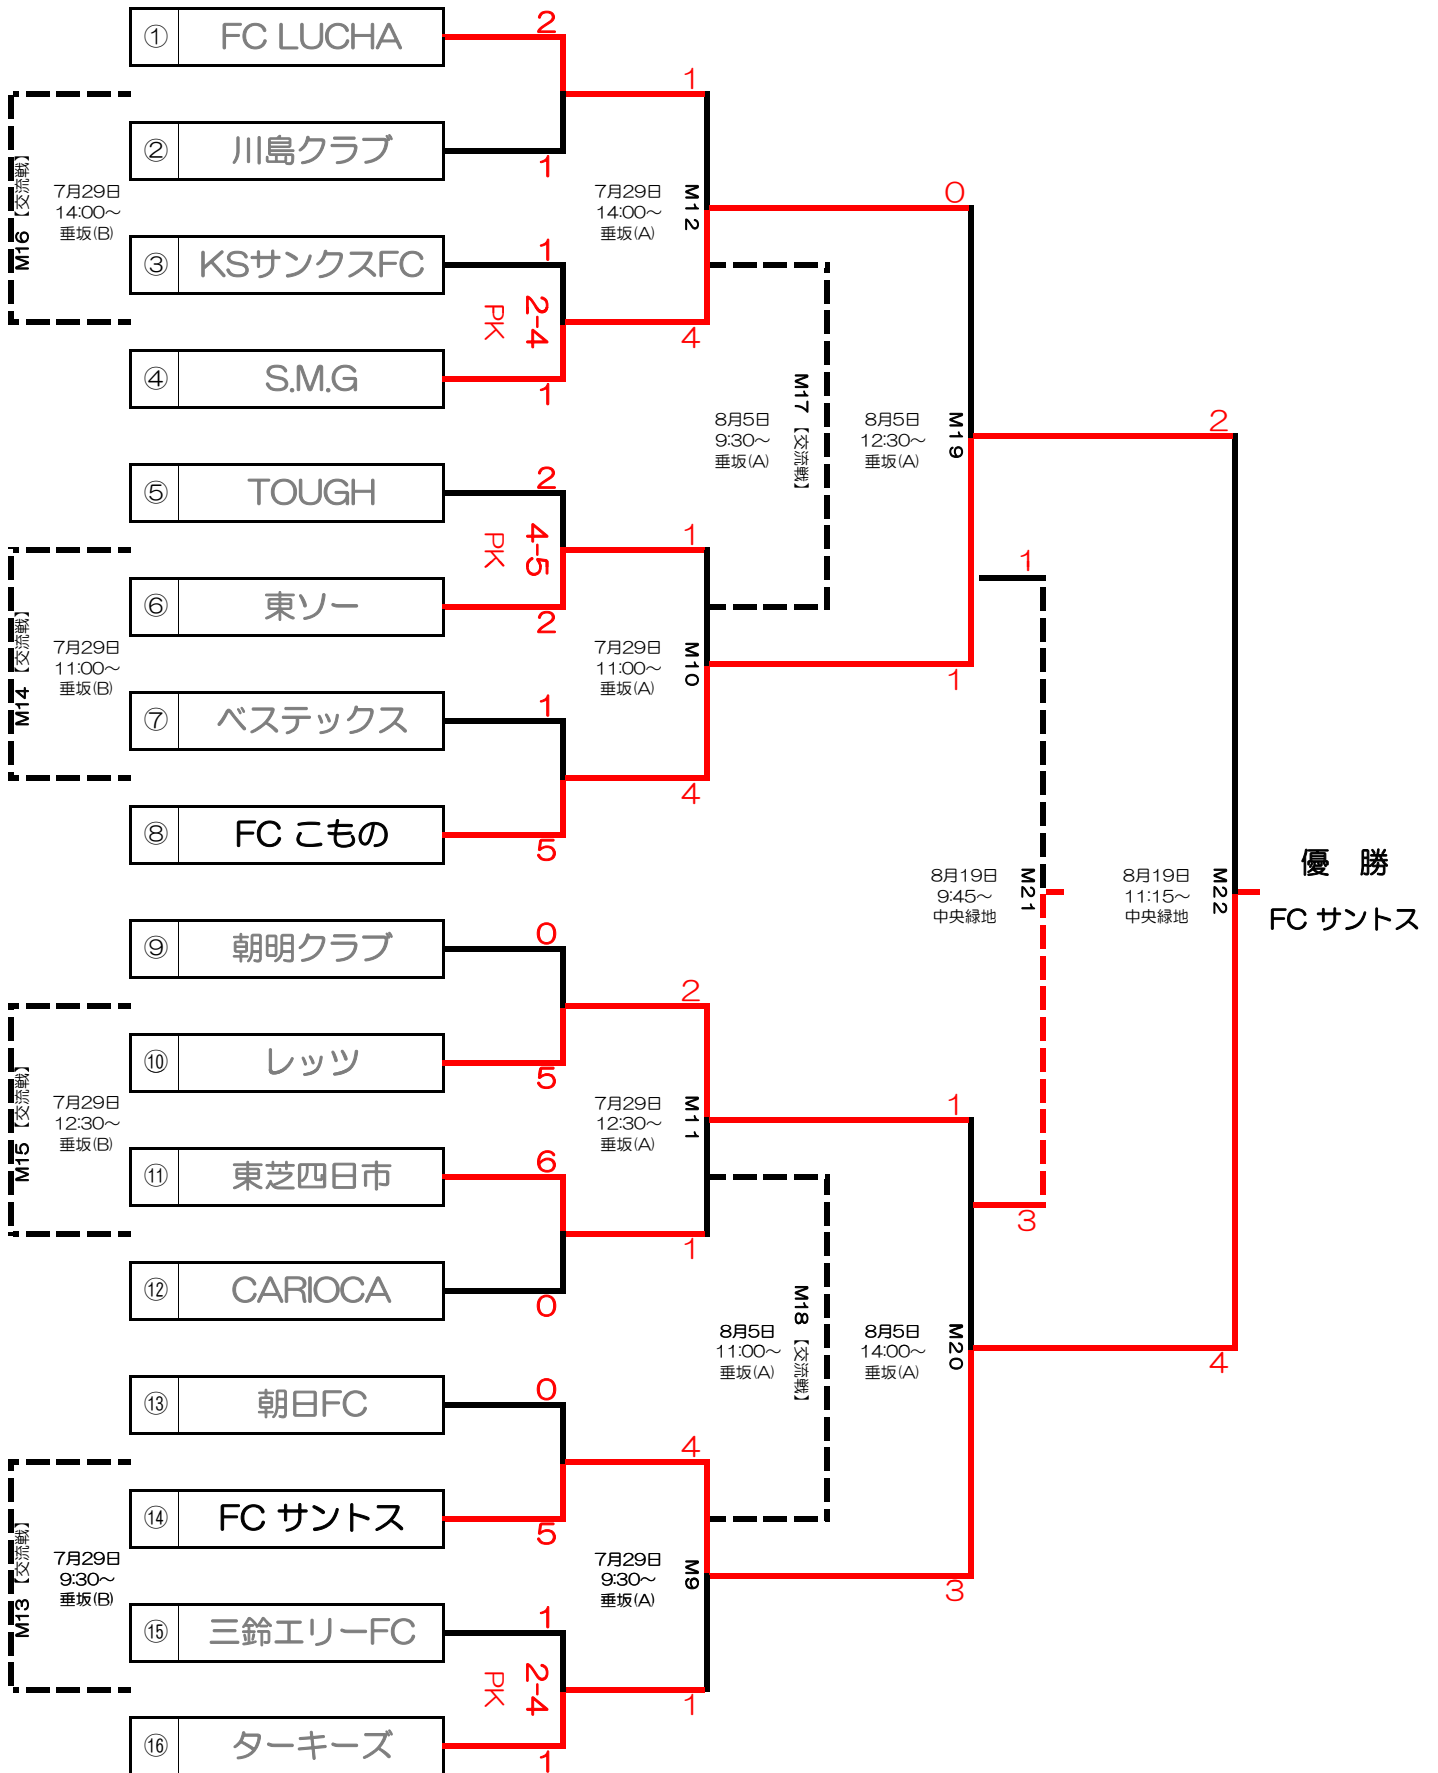 ① FC LUCHA
2
1
② 川島クラブ
1
M16 【交流戦】
7月29日
14:00～
垂坂(B)
7月29日
14:00～
垂坂(A)
M12
0
③ KSサンクスFC
1
PK
2-4
4
④ S.M.G
1
M17 【交流戦】
8月5日
9:30～
垂坂(A)
8月5日
12:30～
垂坂(A)
M19
2
⑤ TOUGH
2
PK
4-5
1
1
⑥ 東ソー
2
M14 【交流戦】
7月29日
11:00～
垂坂(B)
7月29日
11:00～
垂坂(A)
M10
1
⑦ ベステックス
1
4
⑧ FC こもの
5
8月19日
9:45～
中央緑地
M21
8月19日
11:15～
中央緑地
M22
優 勝
FC サントス
⑨ 朝明クラブ
0
2
⑩ レッツ
5
M15 【交流戦】
7月29日
12:30～
垂坂(B)
7月29日
12:30～
垂坂(A)
M11
1
⑪ 東芝四日市
6
3
1
⑫ CARIOCA
0
M18 【交流戦】
8月5日
11:00～
垂坂(A)
8月5日
14:00～
垂坂(A)
M20
4
⑬ 朝日FC
0
4
⑭ FC サントス
5
M13 【交流戦】
7月29日
9:30～
垂坂(B)
7月29日
9:30～
垂坂(A)
M9
3
⑮ 三鈴エリーFC
1
PK
2-4
1
⑯ ターキーズ
1